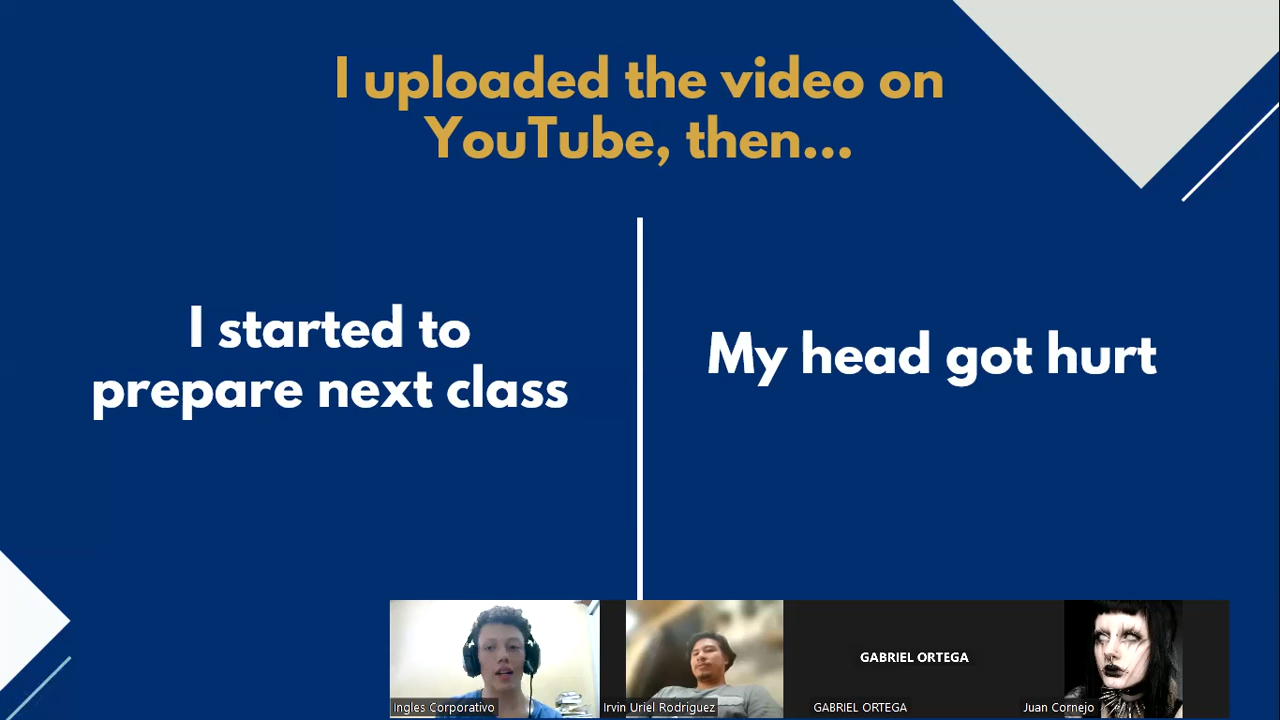 I uploaded the video on
YouTube, then...
I started to
prepare next class
My head got hurt
GABRIEL ORTEGA
Ingles Corporativo
Irvin Uriel Rodriguez
GABRIEL ORTEGA
Juan Cornejo